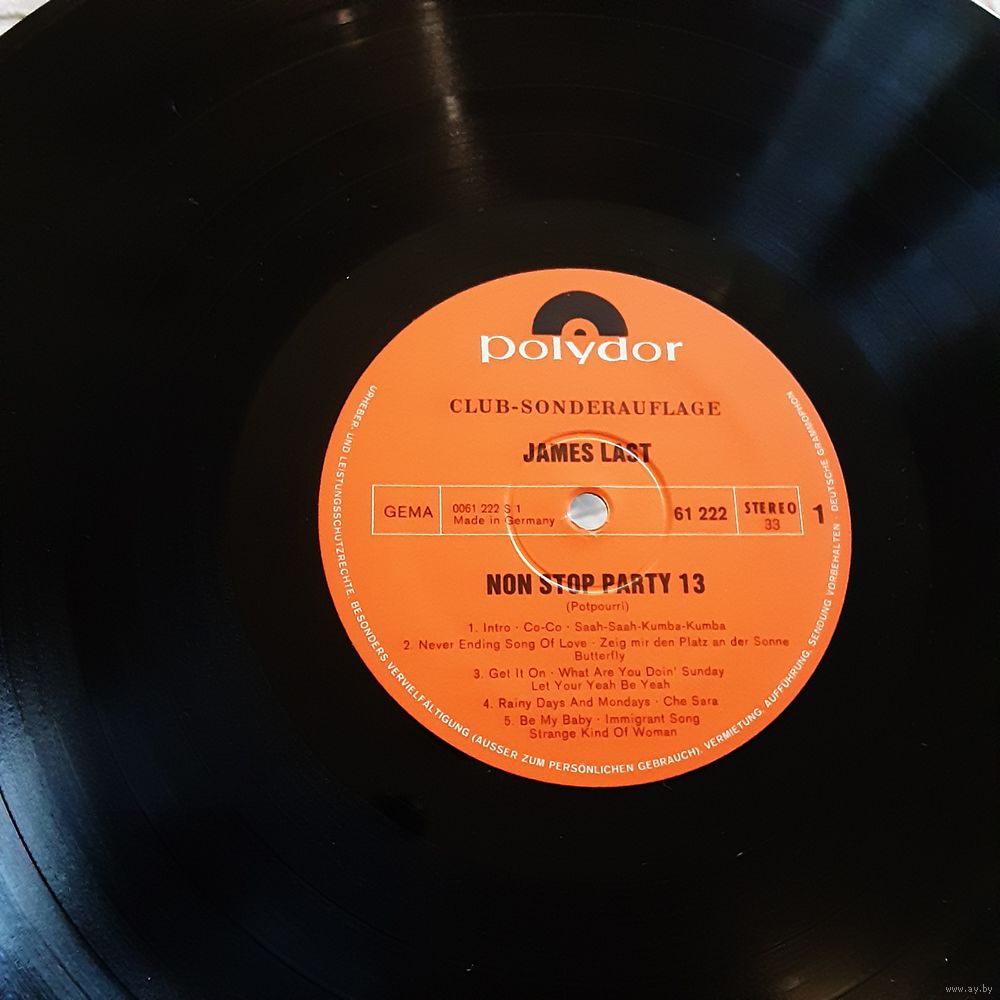 polydor
CLUB-SONDERAUFLAGE
JAMES LAST
GEMA
0061 222 S 1
Made in Germany
61 222
STEREO
33
1
NON STOP PARTY 13
(Potpourri)
1. Intro · Co-Co · Saah-Saah-Kumba-Kumba
2. Never Ending Song Of Love · Zeig mir den Platz an der Sonne
Butterfly
3. Get It On · What Are You Doin' Sunday
Let Your Yeah Be Yeah
4. Rainy Days And Mondays · Che Sara
5. Be My Baby · Immigrant Song
Strange Kind Of Woman
URHEBER- UND LEISTUNGSSCHUTZRECHTE, BESONDERS VERVIELFÄLTIGUNG (AUSSER ZUM PERSÖNLICHEN GEBRAUCH), VERMIETUNG, AUFFÜHRUNG, SENDUNG VORBEHALTEN · DEUTSCHE GRAMMOPHON
www.ay.by